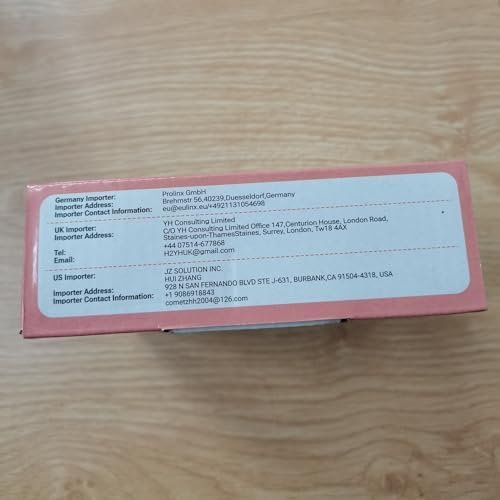 Germany Importer: Prolinx GmbH
Importer Address: Brehmstr 56,40239,Duesseldorf,Germany
Importer Contact Information: eu@eulinx.eu/+4921131054698
UK Importer: YH Consulting Limited
Importer Address: C/O YH Consulting Limited Office 147,Centurion House, London Road,
Staines-upon-ThamesStaines, Surrey, London, Tw18 4AX
Tel: +44 07514-677868
Email: H2YHUK@gmail.com
US Importer: JZ SOLUTION INC.
HUI ZHANG
Importer Address: 928 N SAN FERNANDO BLVD STE J-631, BURBANK,CA 91504-4318, USA
Importer Contact Information: +1 9086918843
cometzhh2004@126.com